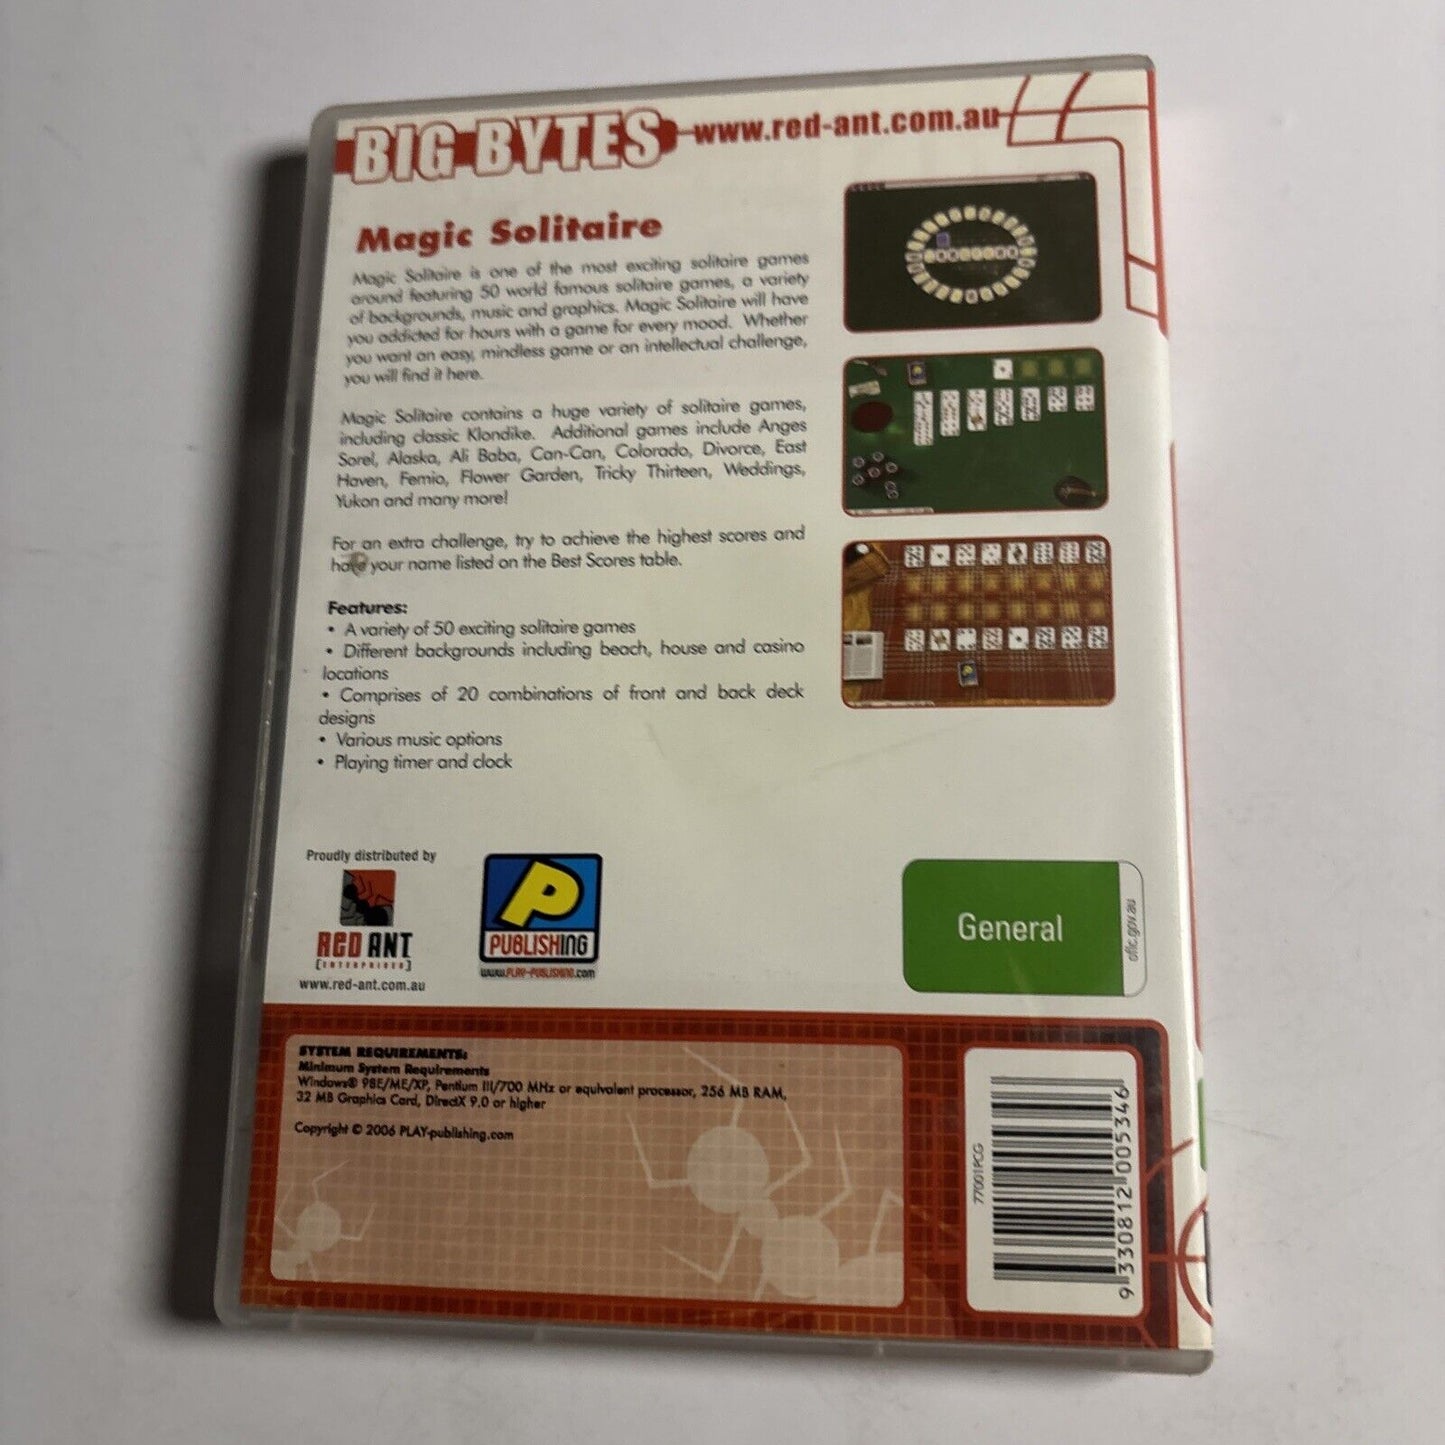 BIG BYTES www.red-ant.com.au
Magic Solitaire
Magic Solitaire is one of the most exciting solitaire games
around featuring 50 world famous solitaire games, a variety
of backgrounds, music and graphics. Magic Solitaire will have
you addicted for hours with a game for every mood. Whether
you want an easy, mindless game or an intellectual challenge,
you will find it here.
Magic Solitaire contains a huge variety of solitaire games,
including classic Klondike. Additional games include Anges
Sorel, Alaska, Ali Baba, Can-Can, Colorado, Divorce, East
Haven, Femio, Flower Garden, Tricky Thirteen, Weddings,
Yukon and many more!
For an extra challenge, try to achieve the highest scores and
have your name listed on the Best Scores table.
Features:
• A variety of 50 exciting solitaire games
• Different backgrounds including beach, house and casino
locations
• Comprises of 20 combinations of front and back deck
designs
• Various music options
• Playing timer and clock
Proudly distributed by
RED ANT
[ENTERPRISES]
www.red-ant.com.au
P
PUBLISHING
www.PLAY-PUBLISHING.com
General
oflc.gov.au
SYSTEM REQUIREMENTS:
Minimum System Requirements
Windows® 98E/ME/XP, Pentium III/700 MHz or equivalent processor, 256 MB RAM,
32 MB Graphics Card, DirectX 9.0 or higher
Copyright © 2006 PLAY-publishing.com
77001PCG
9 330812 005346